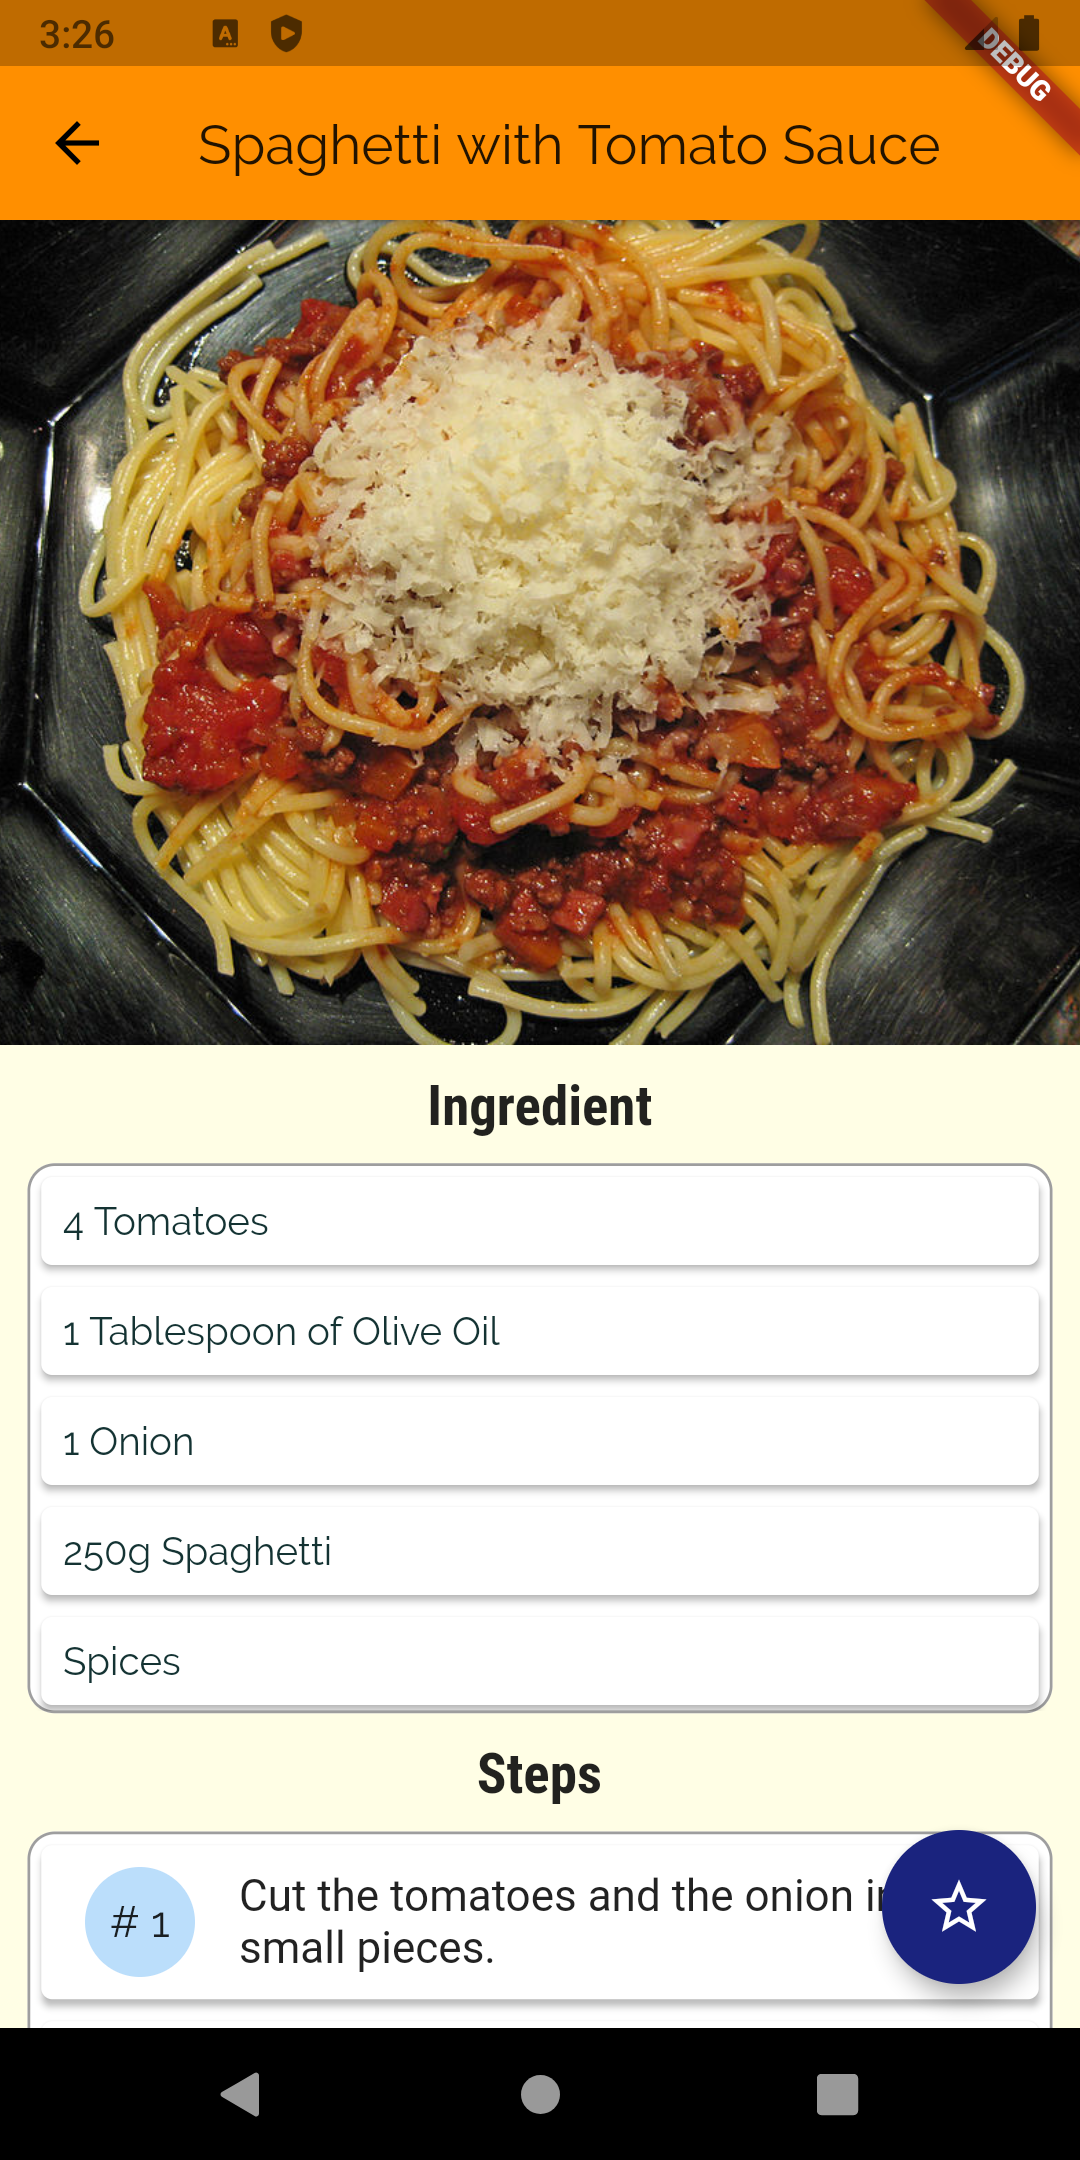 3:26
DEBUG
Spaghetti with Tomato Sauce
Ingredient
4 Tomatoes
1 Tablespoon of Olive Oil
1 Onion
250g Spaghetti
Spices
Steps
# 1
Cut the tomatoes and the onion
small pieces.